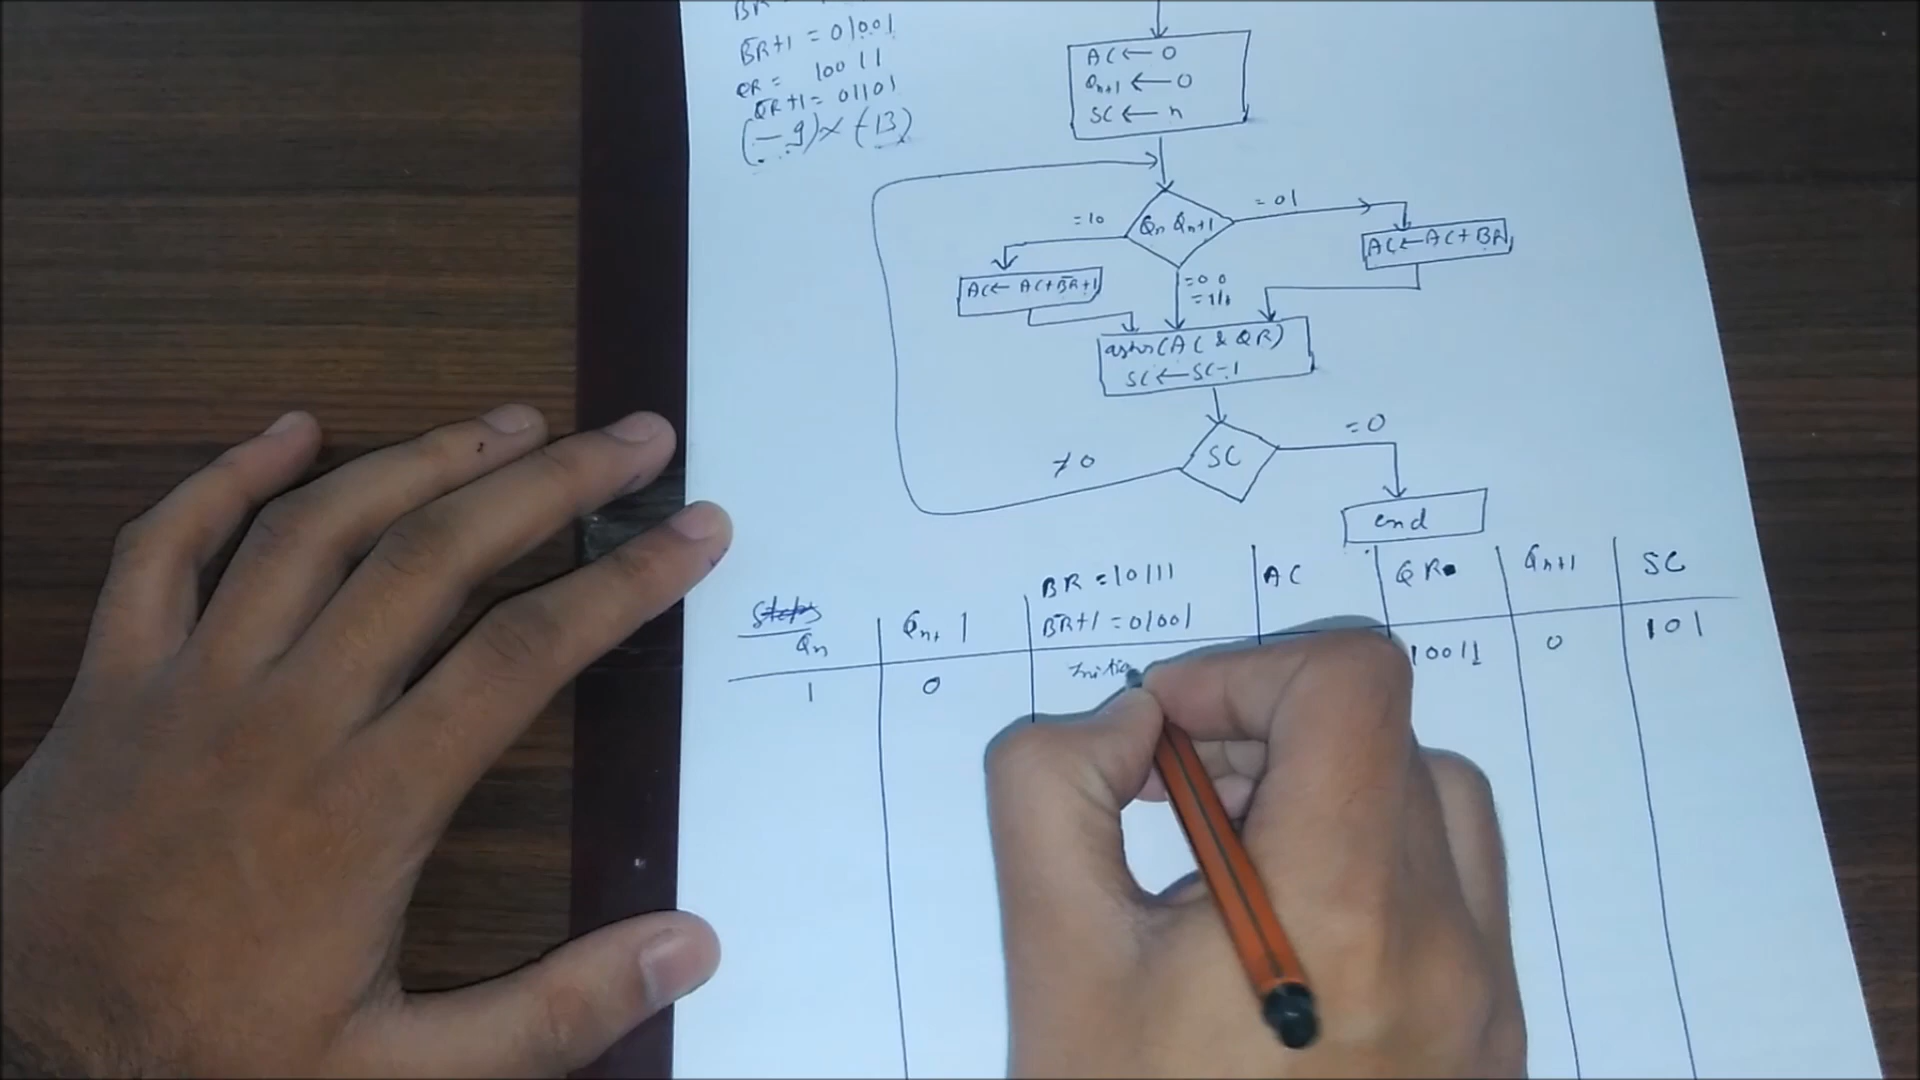 BR
B̅R̅+1 = 01001
QR = 10011
Q̅R̅+1 = 01101
(-9) × (-13)
AC ← 0
Qn+1 ← 0
SC ← n
Qn Qn+1
=10
=01
=00
=11
AC ← AC+B̅R̅+1
AC ← AC+BR
ashr(AC & QR)
SC ← SC-1
SC
≠0
=0
end
Steps
Qn
Qn+1
BR = 10111
B̅R̅+1 = 01001
AC
QR
Qn+1
SC
1
0
Initia
10011
0
101